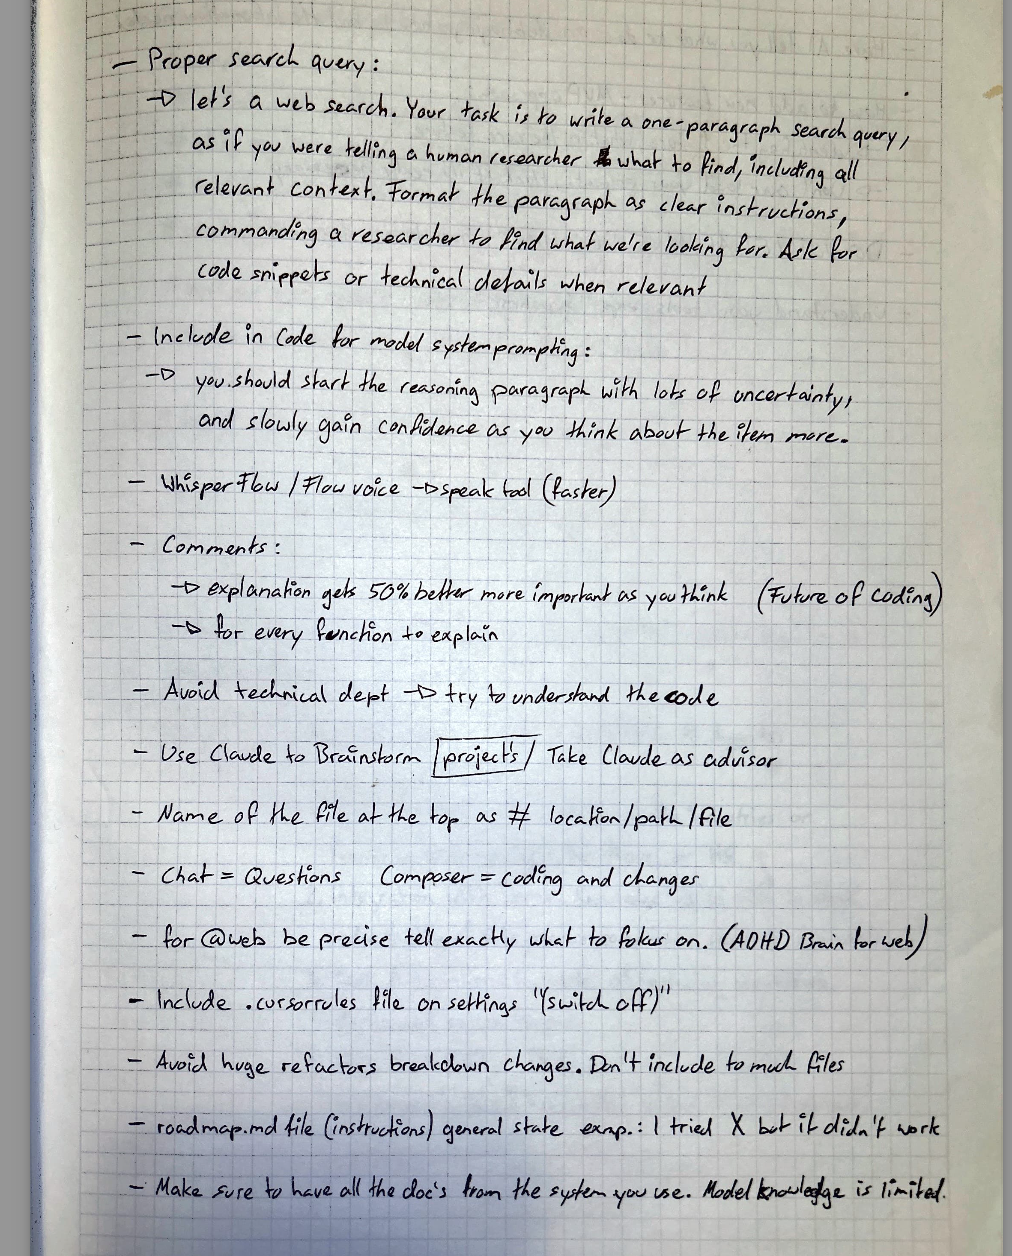 - Proper search query:
→ let's a web search. Your task is to write a one-paragraph search query,
as if you were telling a human researcher what to find, including all
relevant context. Format the paragraph as clear instructions,
commanding a researcher to find what we're looking for. Ask for
code snippets or technical details when relevant
- Include in Code for model systemprompting:
→ you should start the reasoning paragraph with lots of uncertainty,
and slowly gain confidence as you think about the item more.
- Whisper Flow / Flow voice → speak tool (faster)
- Comments:
→ explanation gets 50% better more important as you think (Future of coding)
→ for every function to explain
- Avoid technical dept → try to understand the code
- Use Claude to Brainstorm projects / Take Claude as advisor
- Name of the file at the top as # location/path/file
- Chat = Questions Composer = coding and changes
- for @web be precise tell exactly what to fokus on. (ADHD Brain for web)
- Include .cursorrules file on settings "(switch off)"
- Avoid huge refactors breakdown changes. Don't include to much files
- roadmap.md file (instructions) general state exmp.: I tried X but it didn't work
- Make sure to have all the doc's from the system you use. Model knowledge is limited.